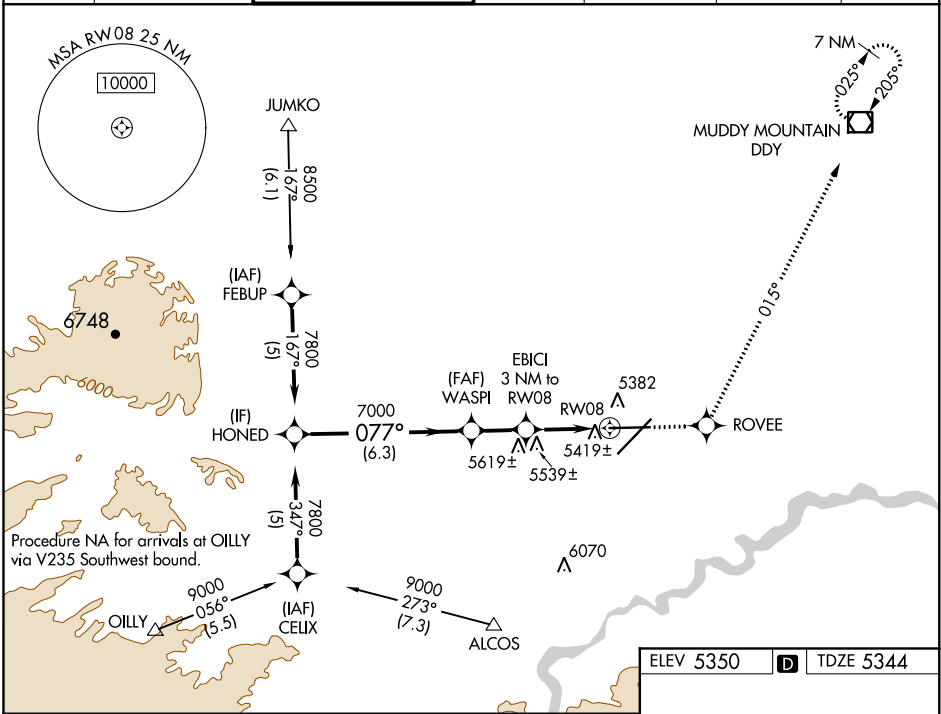 MSA RW08 25 NM
10000
7 NM
025°
205°
MUDDY MOUNTAIN
DDY
JUMKO
8500
167°
(6.1)
(IAF)
FEBUP
6748
6000
7800
167°
(5)
015°
EBICI
3 NM to
RW08
(FAF)
WASPI
5382
RW08
(IF)
HONED
7000
077°
(6.3)
ROVEE
5419±
5619±
5539±
7800
347°
(5)
Procedure NA for arrivals at OILLY
via V235 Southwest bound.
6070
9000
056°
(5.5)
OILLY
(IAF)
CELIX
9000
273°
(7.3)
ALCOS
ELEV 5350
D
TDZE 5344